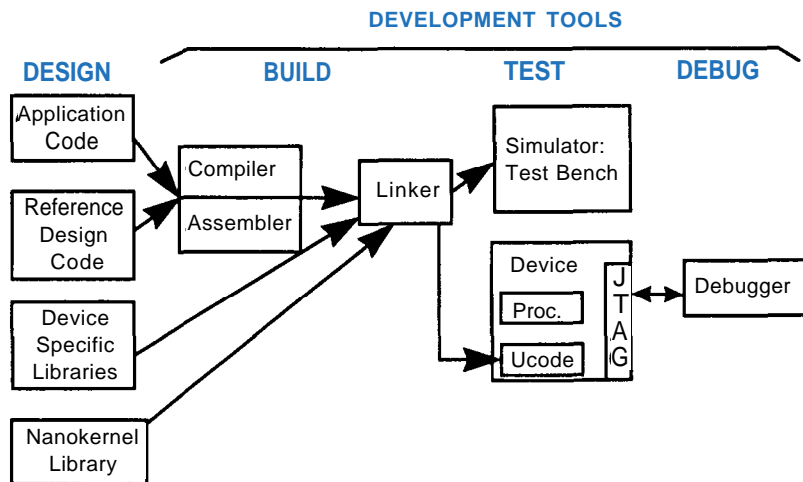 DEVELOPMENT TOOLS
DESIGN
BUILD
TEST
DEBUG
Application
Code
Reference
Design
Code
Device
Specific
Libraries
Nanokernel
Library
Compiler
Assembler
Linker
Simulator:
Test Bench
Device
Proc.
Ucode
J
T
A
G
Debugger